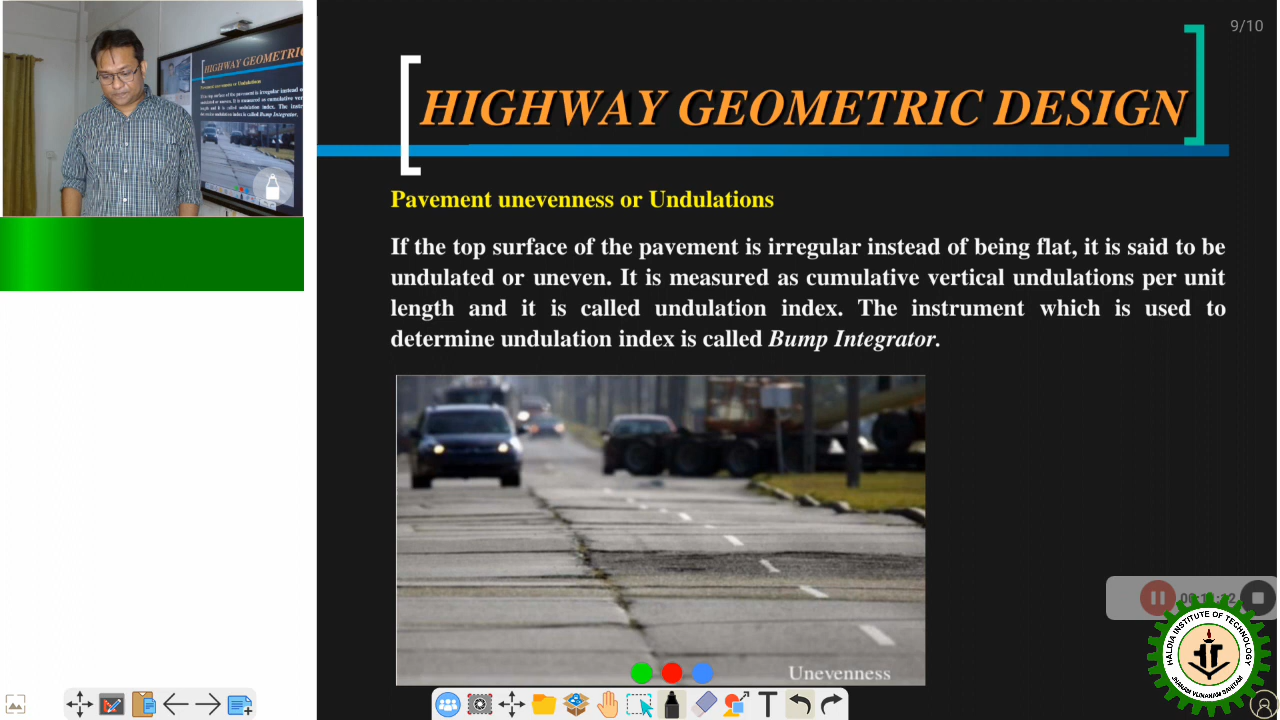 9/10
HIGHWAY GEOMETRIC DESIGN
Pavement unevenness or Undulations
If the top surface of the pavement is irregular instead of being flat, it is said to be
undulated or uneven. It is measured as cumulative vertical undulations per unit
length and it is called undulation index. The instrument which is used to
determine undulation index is called Bump Integrator.
Unevenness
HALDIA INSTITUTE OF TECHNOLOGY